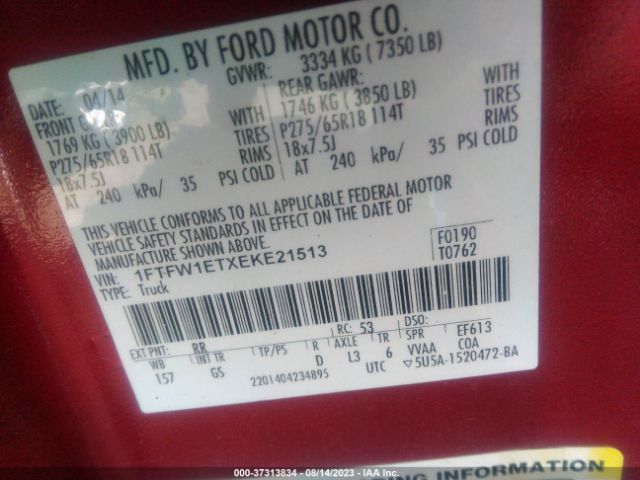 MFD. BY FORD MOTOR CO.
DATE: 04/14 GVWR: 3334 KG ( 7350 LB)
FRONT REAR GAWR:
1769 KG ( 3900 LB) WITH 1746 KG ( 3850 LB) WITH
P275/65R18 114T TIRES P275/65R18 114T TIRES
18x7.5J RIMS 18x7.5J RIMS
AT 240 kPa/ 35 PSI COLD AT 240 kPa/ 35 PSI COLD
THIS VEHICLE CONFORMS TO ALL APPLICABLE FEDERAL MOTOR
VEHICLE SAFETY STANDARDS IN EFFECT ON THE DATE OF
MANUFACTURE SHOWN ABOVE.
VIN: 1FTFW1ETXEKE21513 F0190
TYPE: Truck T0762
EXT PNT: RR RC: 53 DSO:
WB INT TR TP/PS R AXLE TR SPR EF613
157 GS D L3 6 VVAA COA
2201404234895 UTC ▽5U5A-1520472-BA
ING INFORMATION
000-37313834 - 08/14/2023 - IAA